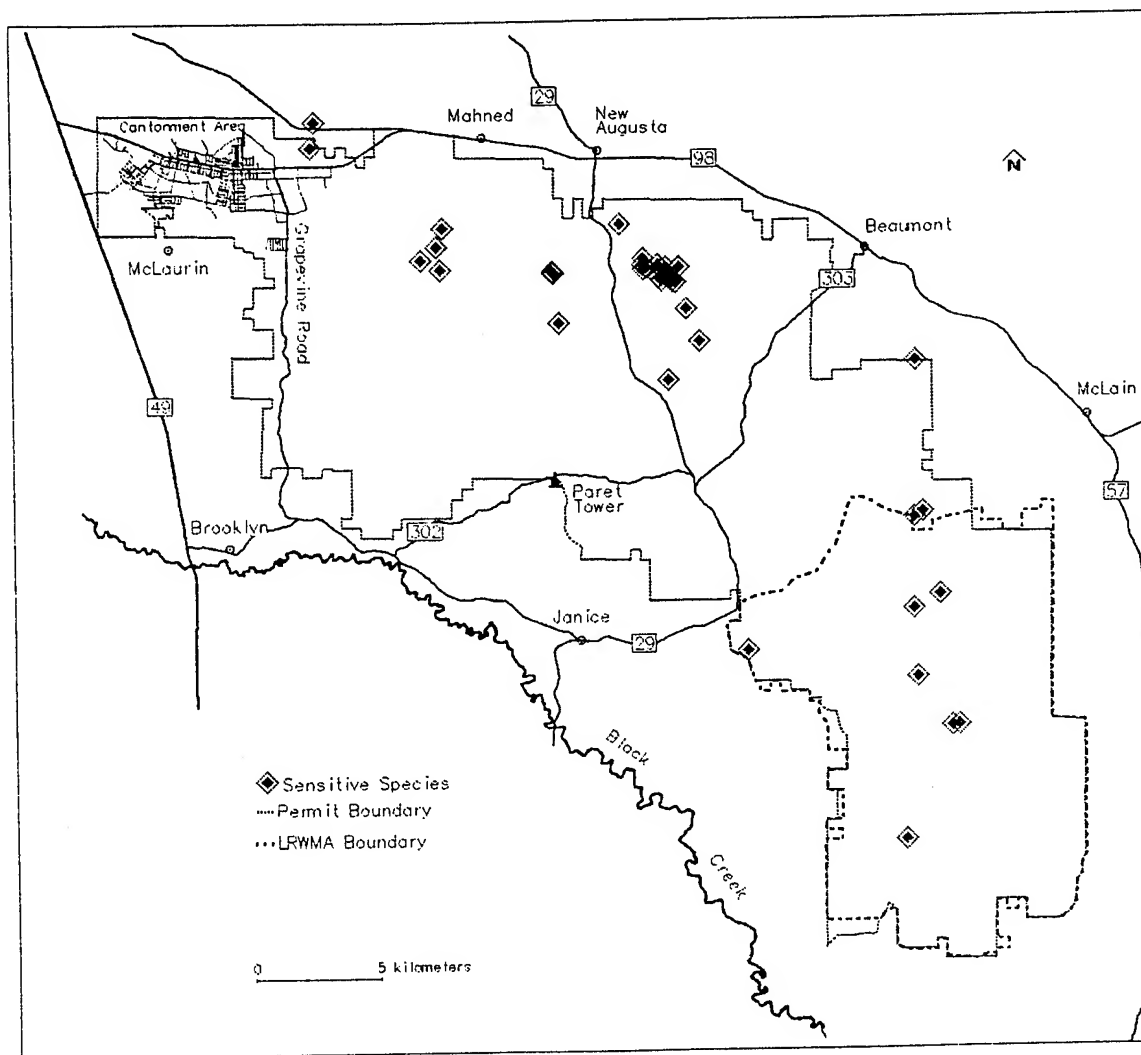 29
Mahned
New
Augusta
Cantonment Area
98
N
Beaumont
McLaurin
Grapevine Road
303
McLain
49
57
Paret
Tower
Brooklyn
302
Janice
29
Black
Creek
Sensitive Species
Permit Boundary
LRWMA Boundary
0 5 kilometers